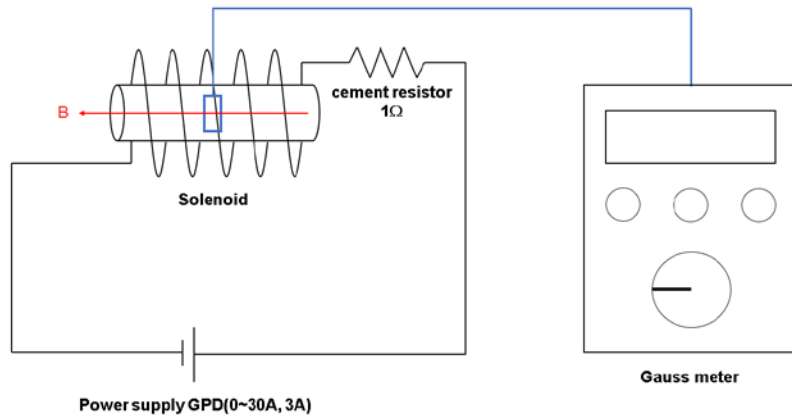 B
cement resistor
1Ω
Solenoid
Power supply GPD(0~30A, 3A)
Gauss meter